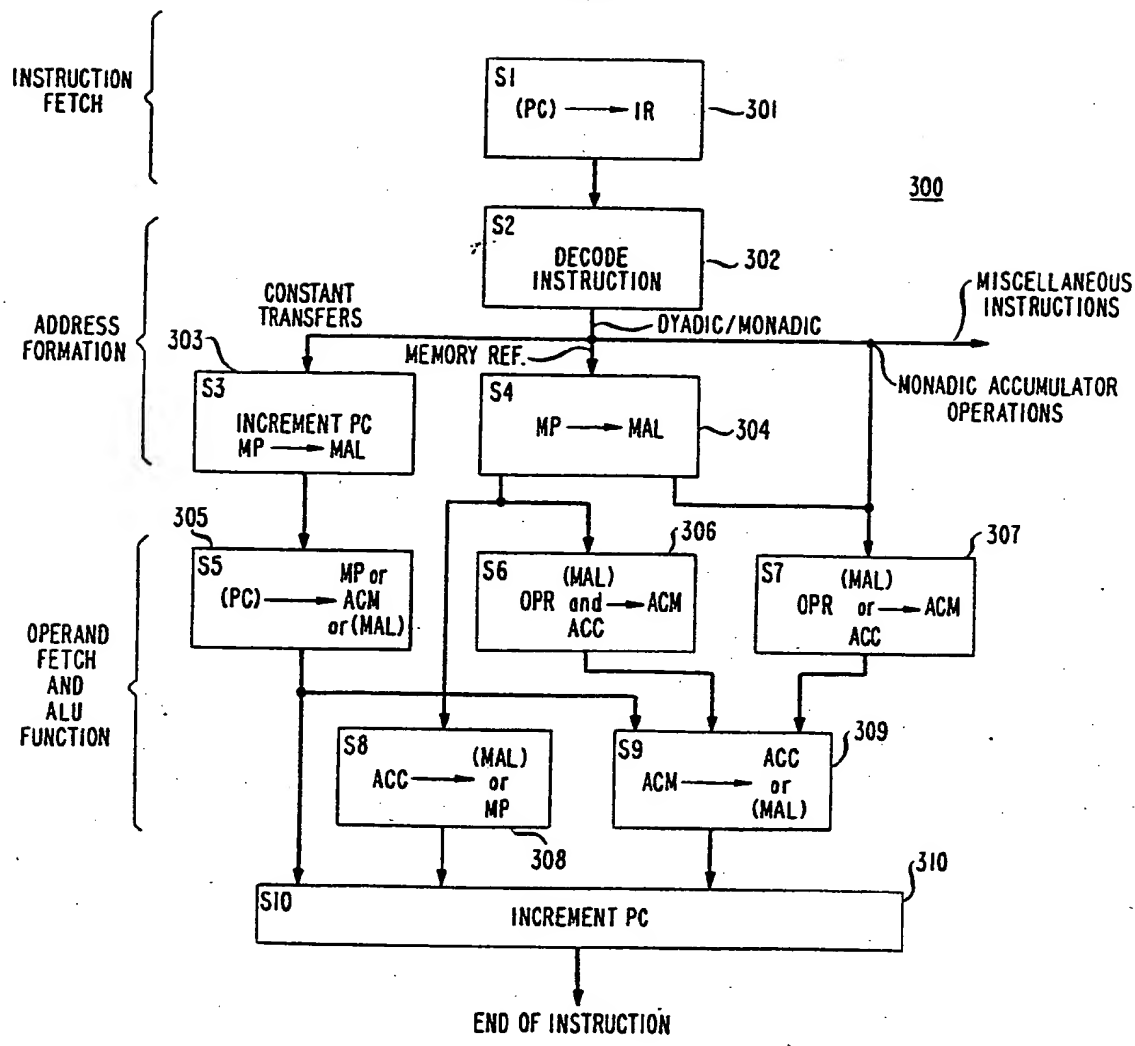 INSTRUCTION
FETCH
S1
(PC) → IR
301
300
S2
DECODE
INSTRUCTION
302
ADDRESS
FORMATION
CONSTANT
TRANSFERS
DYADIC/MONADIC
MISCELLANEOUS
INSTRUCTIONS
MEMORY REF.
MONADIC ACCUMULATOR
OPERATIONS
303
S3
INCREMENT PC
MP → MAL
S4
MP → MAL
304
OPERAND
FETCH
AND
ALU
FUNCTION
305
S5
(PC) → MP or
ACM
or (MAL)
306
S6
(MAL)
OPR and → ACM
ACC
307
S7
(MAL)
OPR or → ACM
ACC
S8
ACC → (MAL)
or
MP
308
S9
ACM → ACC
or
(MAL)
309
310
S10
INCREMENT PC
END OF INSTRUCTION